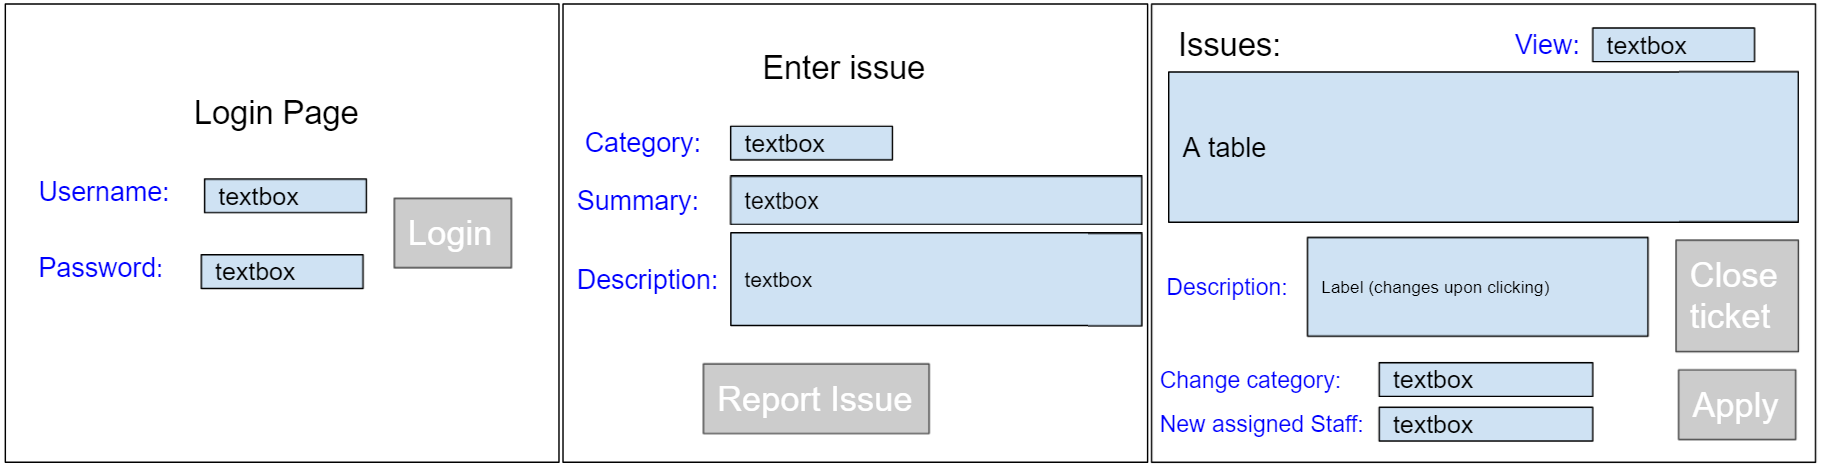 Login Page
Username: textbox
Login
Password: textbox
Enter issue
Category: textbox
Summary: textbox
Description: textbox
Report Issue
Issues: View: textbox
A table
Description: Label (changes upon clicking)
Close
ticket
Change category: textbox
New assigned Staff: textbox
Apply